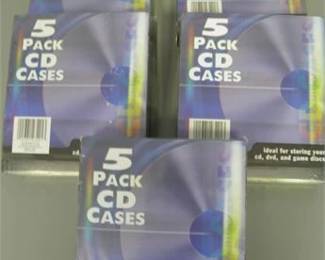 5
PACK
CD
CASES
5
PACK
CD
CASES
ideal for storing your
cd, dvd, and game discs
cd
5
PACK
CD
CASES